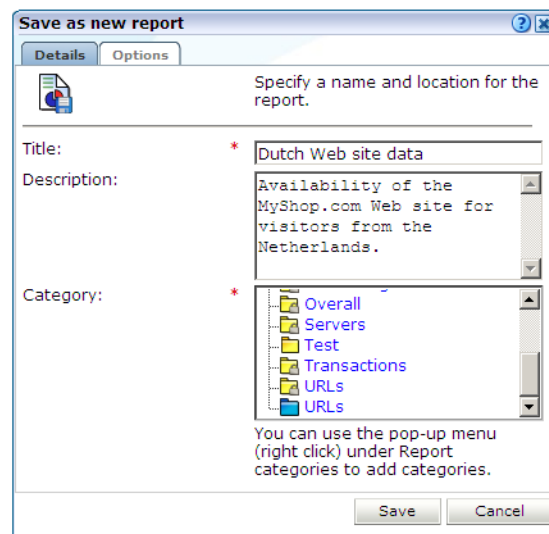 Save as new report
Details Options
Specify a name and location for the
report.
Title: * Dutch Web site data
Description:
Availability of the
MyShop.com Web site for
visitors from the
Netherlands.
Category: *
Overall
Servers
Test
Transactions
URLs
URLs
You can use the pop-up menu
(right click) under Report
categories to add categories.
Save Cancel